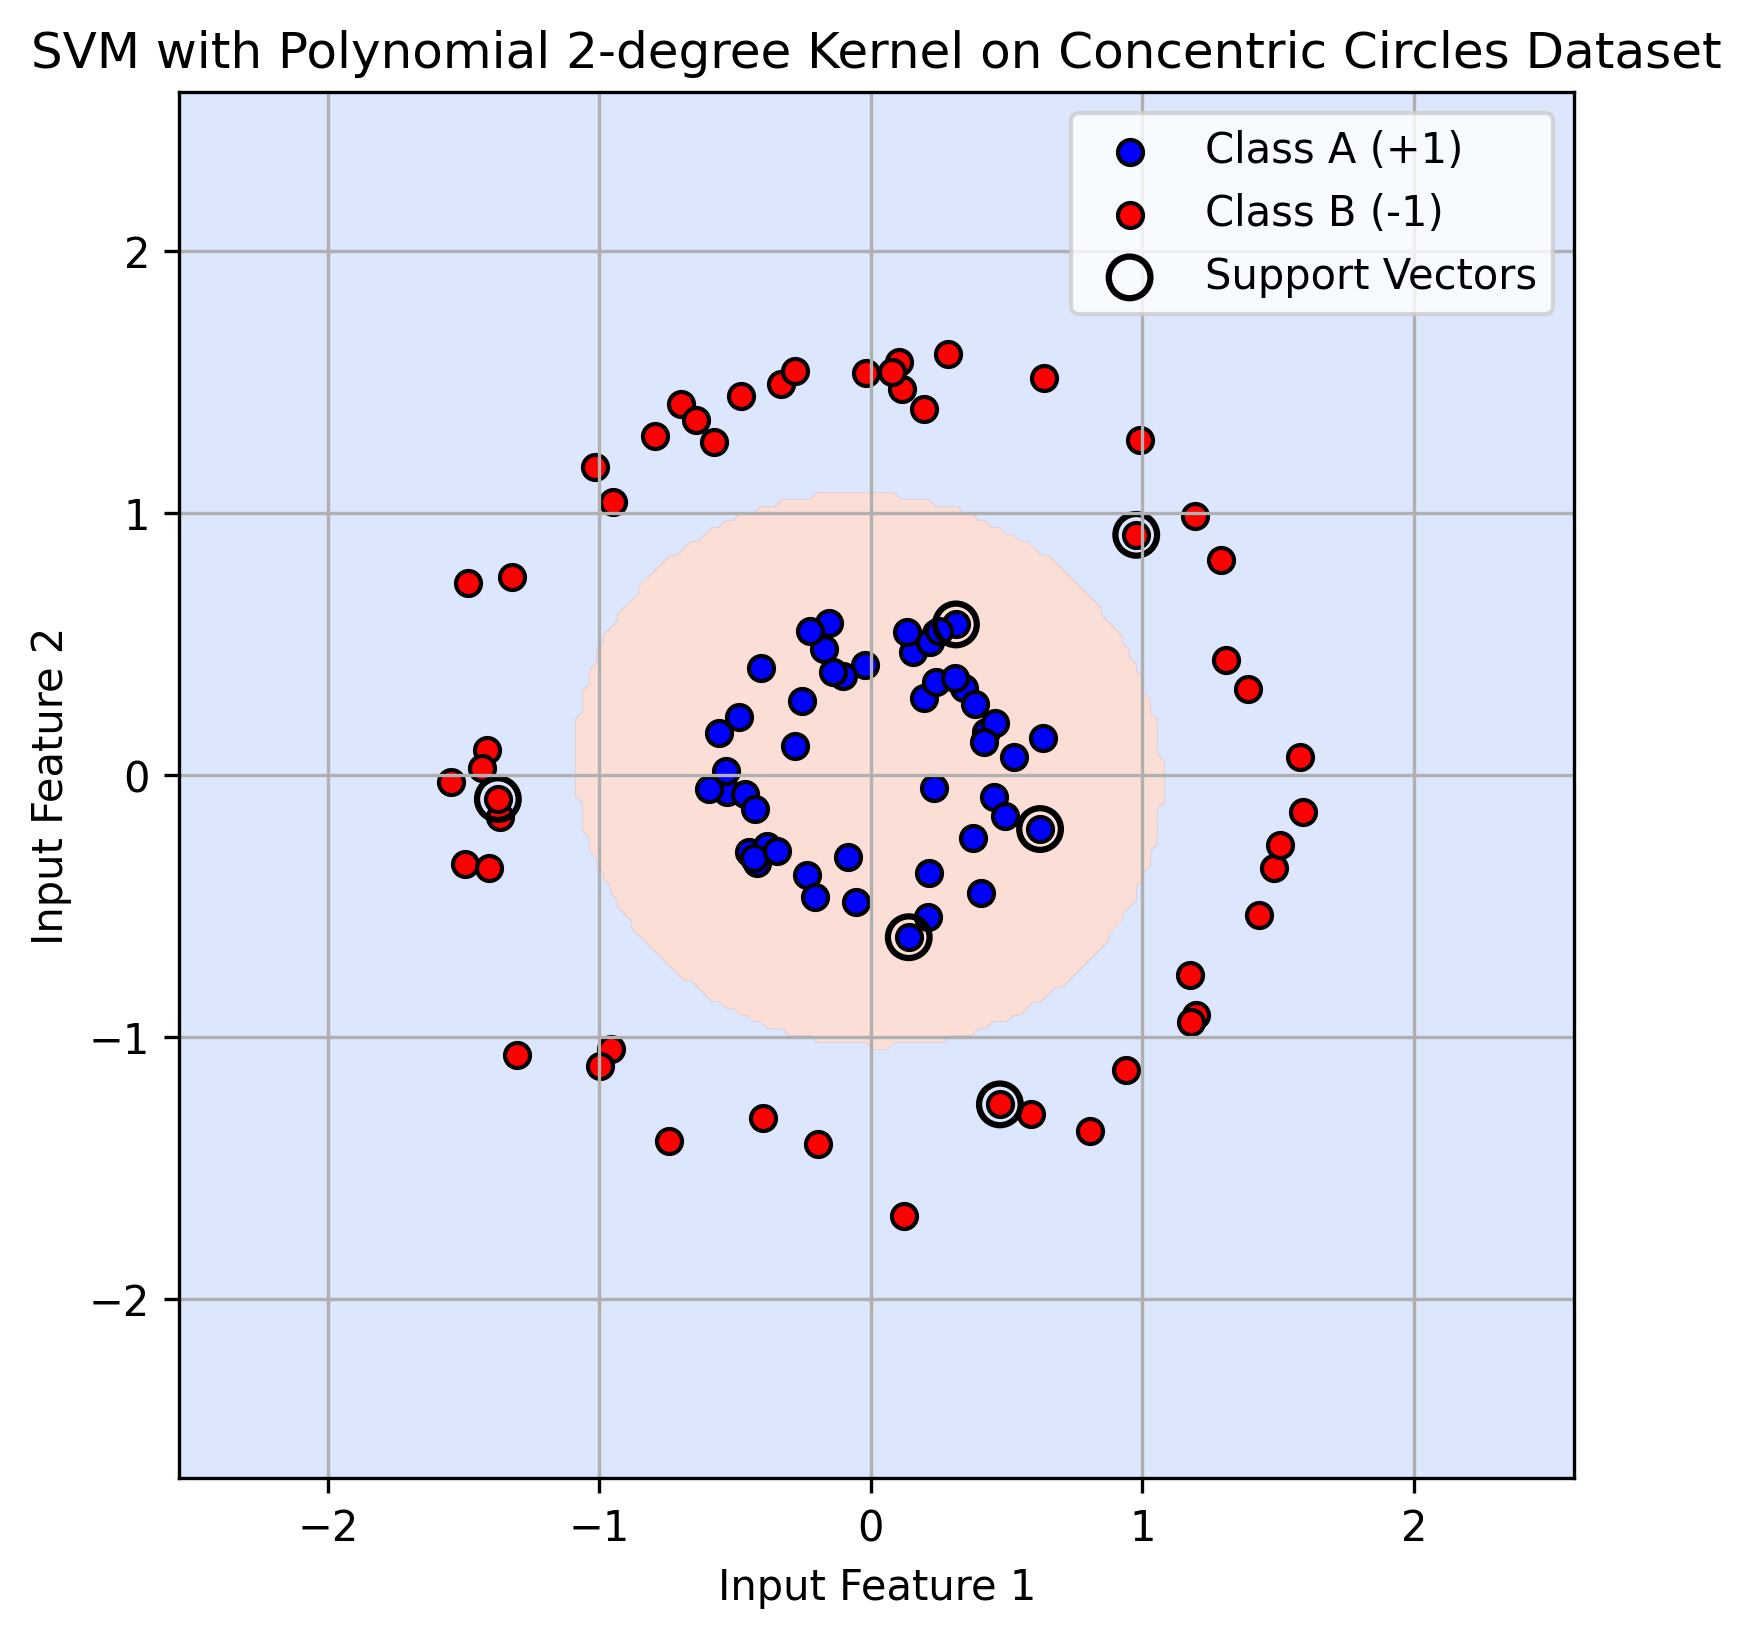 SVM with Polynomial 2-degree Kernel on Concentric Circles Dataset
Class A (+1)
Class B (-1)
Support Vectors
2
1
0
−1
−2
Input Feature 2
−2
−1
0
1
2
Input Feature 1